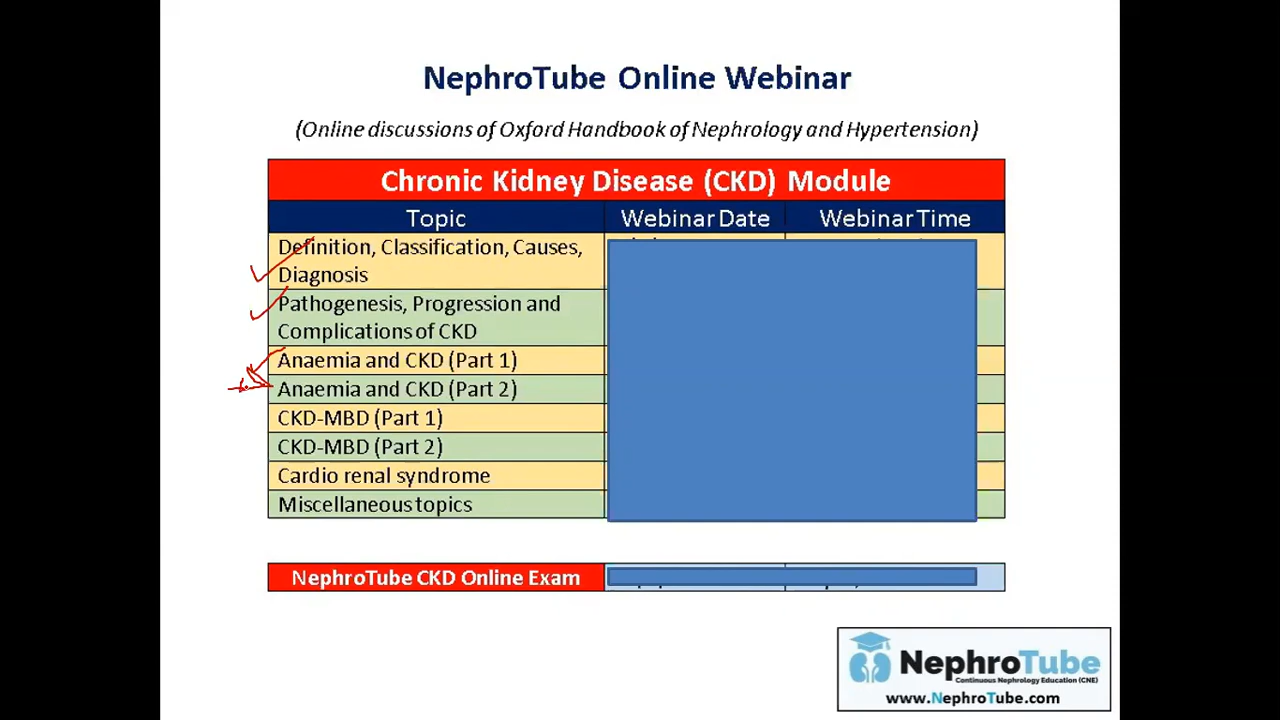 NephroTube Online Webinar
(Online discussions of Oxford Handbook of Nephrology and Hypertension)
Chronic Kidney Disease (CKD) Module
Topic Webinar Date Webinar Time
Definition, Classification, Causes,
Diagnosis
Pathogenesis, Progression and
Complications of CKD
Anaemia and CKD (Part 1)
Anaemia and CKD (Part 2)
CKD-MBD (Part 1)
CKD-MBD (Part 2)
Cardio renal syndrome
Miscellaneous topics
NephroTube CKD Online Exam
NephroTube
Continuous Nephrology Education (CNE)
www.NephroTube.com